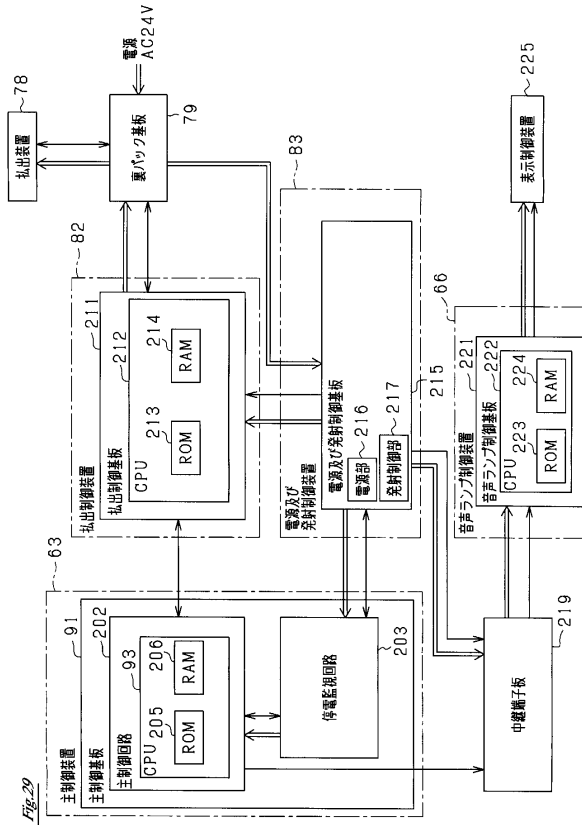 Fig.29
63
主制御装置
91
主制御基板
202
主制御回路
93
CPU
205
206
ROM
RAM
停電監視回路
203
82
払出制御装置
211
払出制御基板
212
CPU
213
214
ROM
RAM
78
払出装置
電源
AC24V
裏パック基板
79
83
電源及び
発射制御装置
電源及び発射制御基板
216
電源部
217
発射制御部
215
66
音声ランプ制御装置
221
音声ランプ制御基板
222
CPU
223
224
ROM
RAM
225
表示制御装置
中継端子板
219